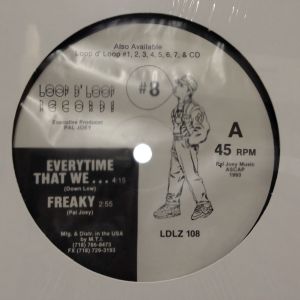 Also Available
Loop d' Loop #1, 2, 3, 4, 5, 6, 7, & CD
LOOP D' LOOP
RECORDS
#8
Executive Producer
PAL JOEY
A
45 RPM
Pal Joey Music
ASCAP
1993
EVERYTIME
THAT WE ... 4:15
(Down Low)
FREAKY 2:55
(Pal Joey)
Mfg. & Distr. in the USA
by M.T.I.
(718) 786-8473
FX (718) 729-3193
LDLZ 108